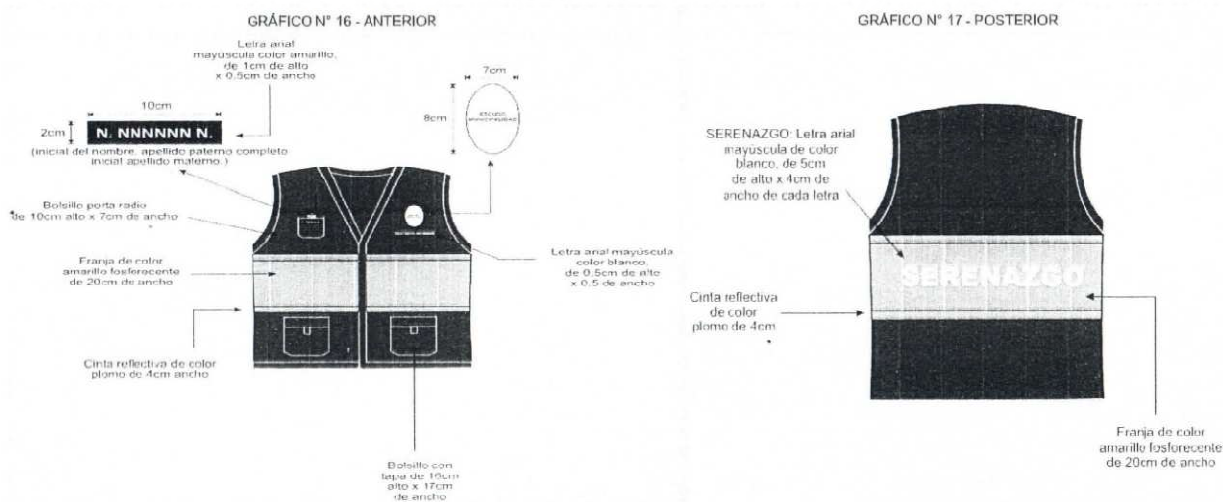 GRÁFICO N° 16 - ANTERIOR
Letra arial
mayúscula color amarillo,
de 1cm de alto
x 0.5cm de ancho
10cm
2cm
N. NNNNNN N.
(inicial del nombre, apellido paterno completo
inicial apellido materno.)
7cm
8cm
ESCUDO
MUNICIPALIDAD
Bolsillo porta radio
de 10cm alto x 7cm de ancho
Franja de color
amarillo fosforecente
de 20cm de ancho
Cinta reflectiva de color
plomo de 4cm ancho
Letra arial mayúscula
color blanco,
de 0.5cm de alto
x 0.5 de ancho
Bolsillo con
tapa de 16cm
alto x 17cm
de ancho
GRÁFICO N° 17 - POSTERIOR
SERENAZGO: Letra arial
mayúscula de color
blanco, de 5cm
de alto x 4cm de
ancho de cada letra
SERENAZGO
Cinta reflectiva
de color
plomo de 4cm
Franja de color
amarillo fosforecente
de 20cm de ancho